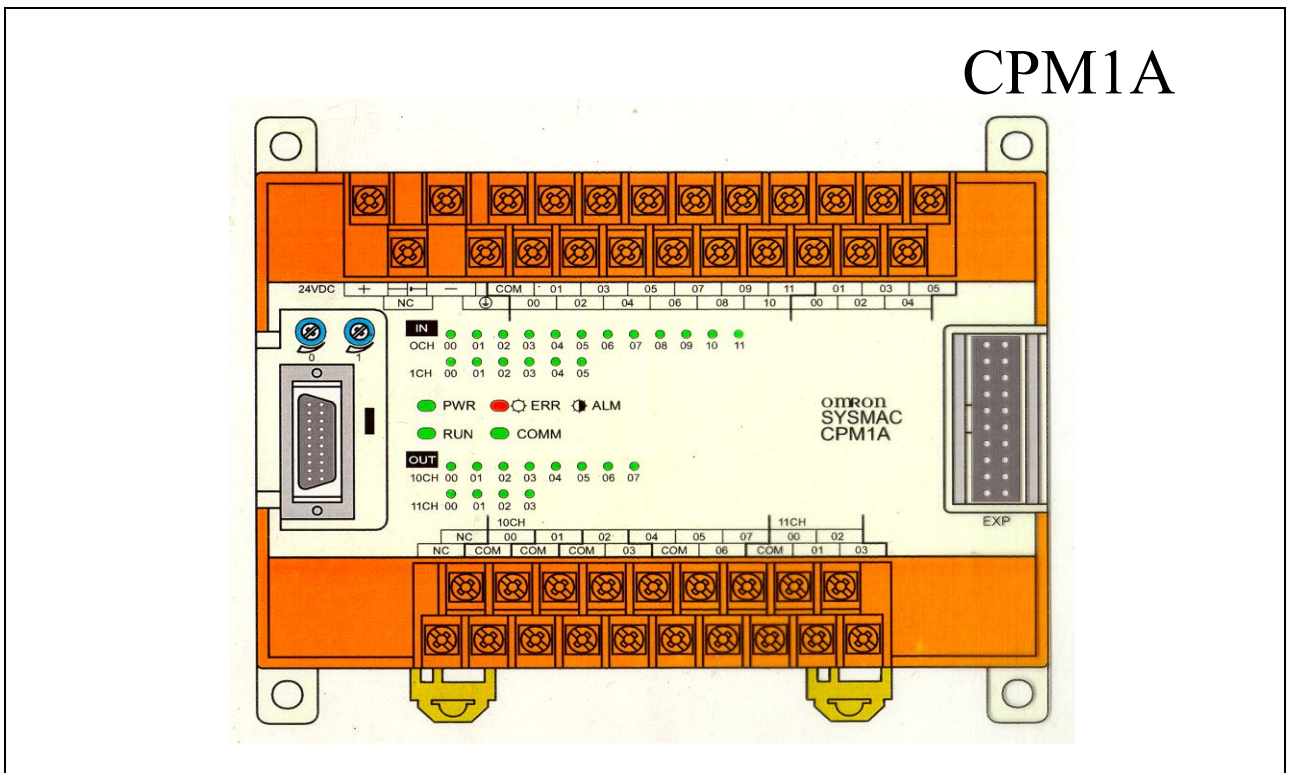 CPM1A
24VDC + − COM 01 03 05 07 09 11 01 03 05
NC 00 02 04 06 08 10 00 02 04
0 1
IN
0CH 00 01 02 03 04 05 06 07 08 09 10 11
1CH 00 01 02 03 04 05
PWR ERR ALM
RUN COMM
omron
SYSMAC
CPM1A
OUT
10CH 00 01 02 03 04 05 06 07
11CH 00 01 02 03
EXP
10CH 11CH
NC 00 01 02 04 05 07 00 02
NC COM COM COM 03 COM 06 COM 01 03